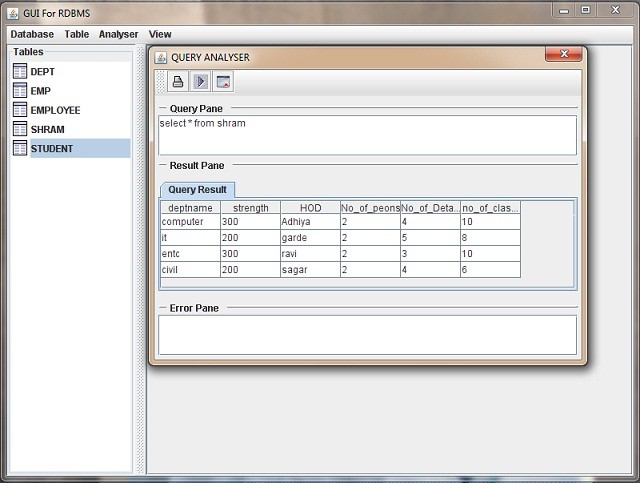 GUI For RDBMS
Database Table Analyser View
Tables
DEPT
EMP
EMPLOYEE
SHRAM
STUDENT
QUERY ANALYSER
Query Pane
select * from shram
Result Pane
Query Result
deptname strength HOD No_of_peons No_of_Deta... no_of_clas...
computer 300 Adhiya 2 4 10
it 200 garde 2 5 8
entc 300 ravi 2 3 10
civil 200 sagar 2 4 6
Error Pane